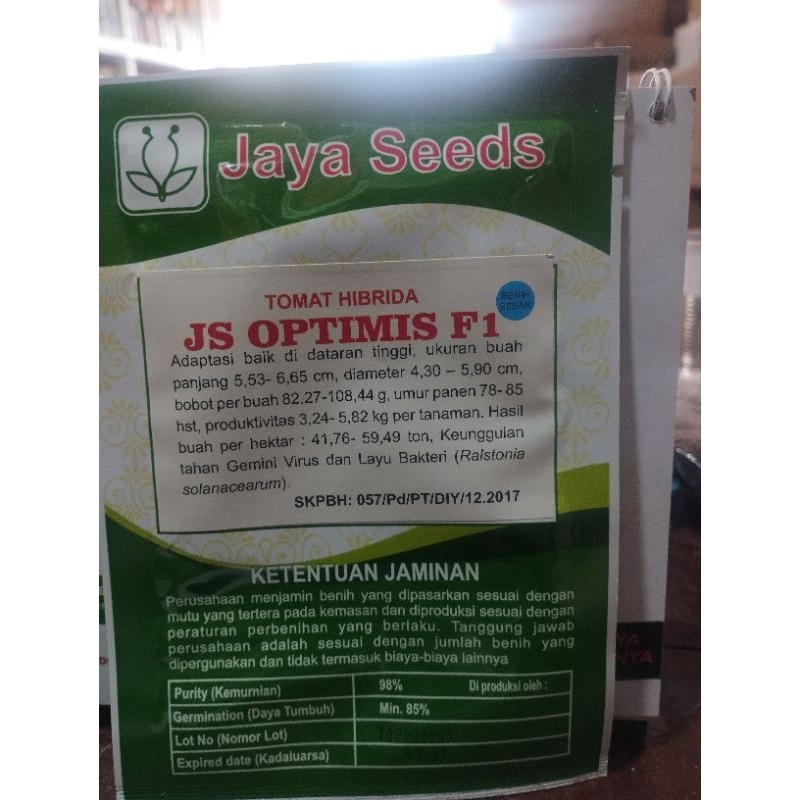 Jaya Seeds
TOMAT HIBRIDA
BENIH
SEBAR
JS OPTIMIS F1
Adaptasi baik di dataran tinggi, ukuran buah
panjang 5,53- 6,65 cm, diameter 4,30 – 5,90 cm,
bobot per buah 82,27-108,44 g, umur panen 78- 85
hst, produktivitas 3,24- 5,82 kg per tanaman. Hasil
buah per hektar : 41,76- 59,49 ton, Keunggulan
tahan Gemini Virus dan Layu Bakteri (Ralstonia
solanacearum).
SKPBH: 057/Pd/PT/DIY/12.2017
KETENTUAN JAMINAN
Perusahaan menjamin benih yang dipasarkan sesuai dengan
mutu yang tertera pada kemasan dan diproduksi sesuai dengan
peraturan perbenihan yang berlaku. Tanggung jawab
perusahaan adalah sesuai dengan jumlah benih yang
dipergunakan dan tidak termasuk biaya-biaya lainnya
Purity (Kemurnian) 98% Di produksi oleh :
Germination (Daya Tumbuh) Min. 85%
Lot No (Nomor Lot)
Expired date (Kadaluarsa)
YA
NYA